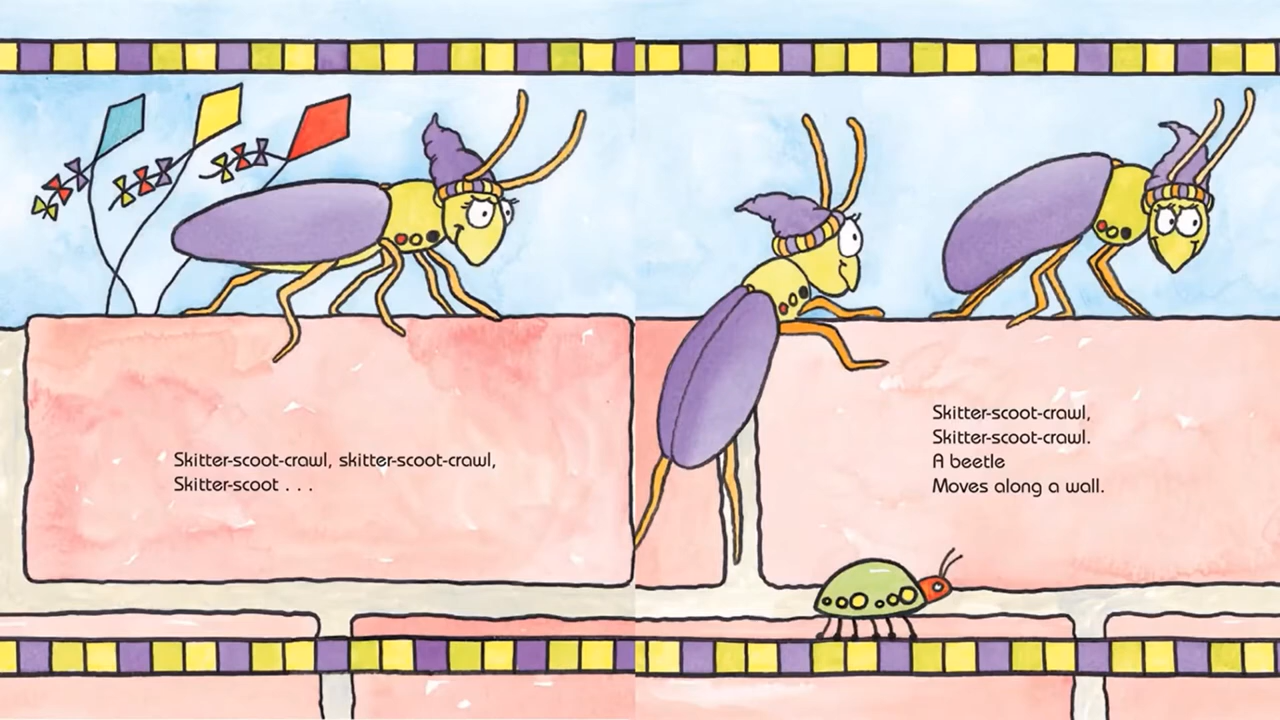 Skitter-scoot-crawl, skitter-scoot-crawl,
Skitter-scoot . . .
Skitter-scoot-crawl,
Skitter-scoot-crawl.
A beetle
Moves along a wall.